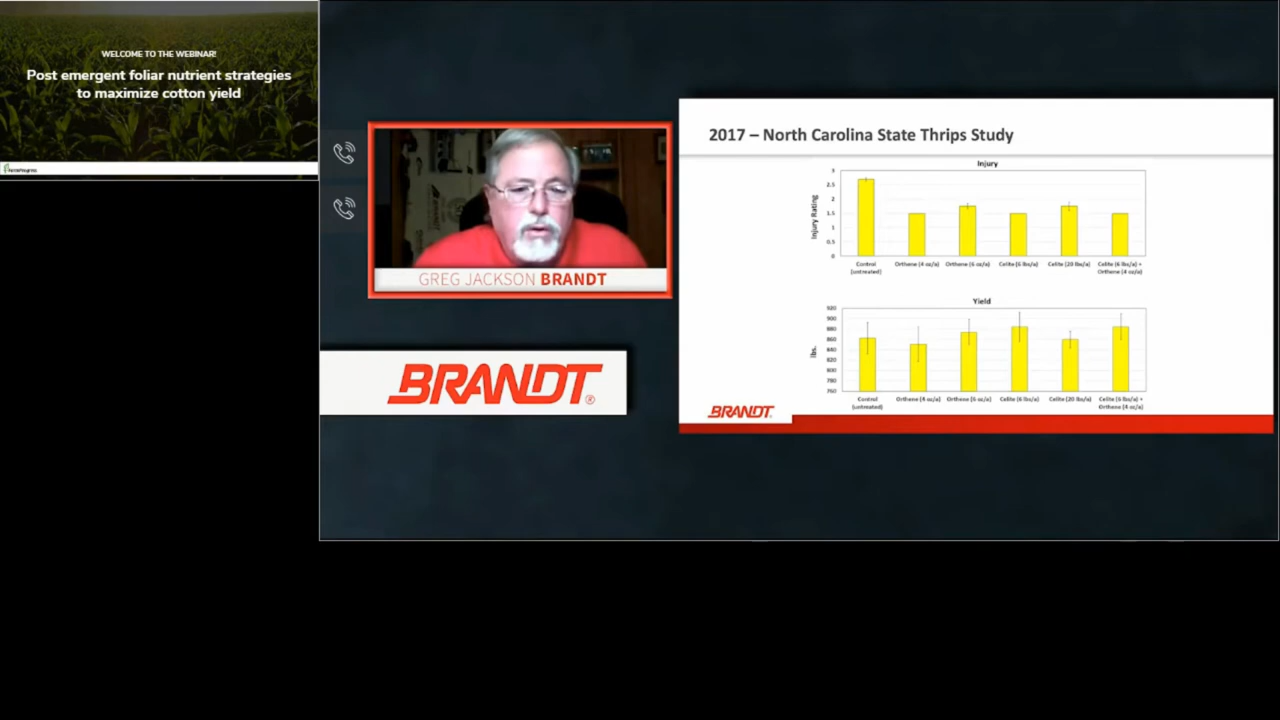 WELCOME TO THE WEBINAR!
Post emergent foliar nutrient strategies
to maximize cotton yield
GREG JACKSON BRANDT
BRANDT®
2017 – North Carolina State Thrips Study
Injury
Injury Rating
3
2.5
2
1.5
1
0.5
0
Control
(untreated)
Orthene (4 oz/a)
Orthene (6 oz/a)
Celite (6 lbs/a)
Celite (20 lbs/a)
Celite (6 lbs/a) +
Orthene (4 oz/a)
Yield
lbs.
920
900
880
860
840
820
800
780
760
Control
(untreated)
Orthene (4 oz/a)
Orthene (6 oz/a)
Celite (6 lbs/a)
Celite (20 lbs/a)
Celite (6 lbs/a) +
Orthene (4 oz/a)
BRANDT